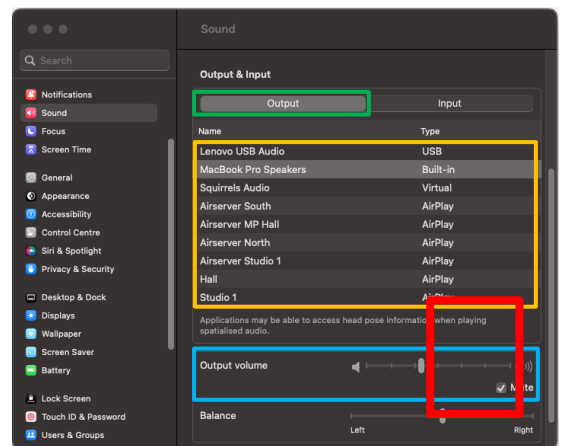 Sound
Search
Notifications
Sound
Focus
Screen Time
General
Appearance
Accessibility
Control Centre
Siri & Spotlight
Privacy & Security
Desktop & Dock
Displays
Wallpaper
Screen Saver
Battery
Lock Screen
Touch ID & Password
Users & Groups
Output & Input
Output Input
Name Type
Lenovo USB Audio USB
MacBook Pro Speakers Built-in
Squirrels Audio Virtual
Airserver South AirPlay
Airserver MP Hall AirPlay
Airserver North AirPlay
Airserver Studio 1 AirPlay
Hall AirPlay
Studio 1
Applications may be able to access head pose information when playing
spatialised audio.
Output volume
Balance
Left Right